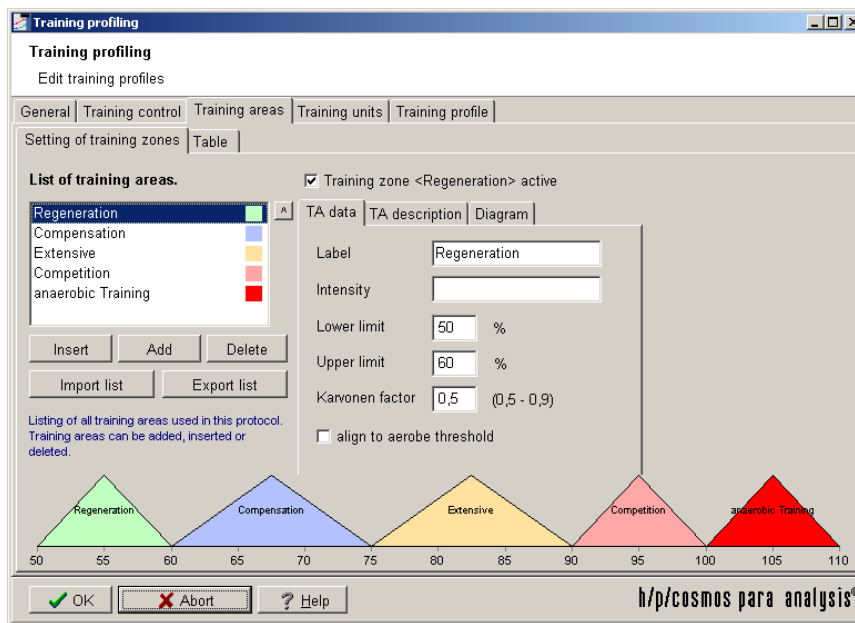 Training profiling
Training profiling
Edit training profiles
General Training control Training areas Training units Training profile
Setting of training zones Table
List of training areas.
Training zone <Regeneration> active
Regeneration
Compensation
Extensive
Competition
anaerobic Training
^
TA data TA description Diagram
Label Regeneration
Intensity
Lower limit 50 %
Upper limit 60 %
Karvonen factor 0,5 (0,5 - 0,9)
align to aerobe threshold
Insert Add Delete
Import list Export list
Listing of all training areas used in this protocol.
Training areas can be added, inserted or
deleted.
Regeneration Compensation Extensive Competition anaerobic Training
50 55 60 65 70 75 80 85 90 95 100 105 110
OK Abort ? Help h/p/cosmos para analysis®